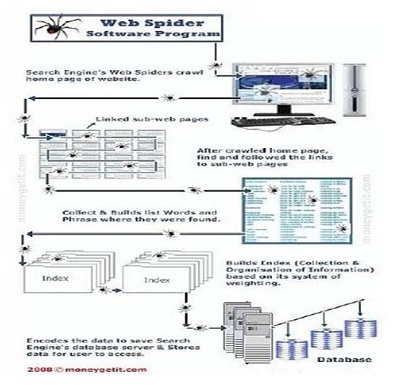 Web Spider
Software Program
Search Engine's Web Spiders crawl
home page of website.
Linked sub-web pages
After crawled home page,
find and followed the links
to sub-web pages
moneygetit.com
moneygetit.com
Collect & Builds list Words and
Phrase where they were found.
Builds Endex (Collection &
Organisation of Information)
based on its system of
weighting.
Index
Index
Encodes the data to save Search
Engine's database server & Stores
data for user to access.
Database
2008 © moneygetit.com